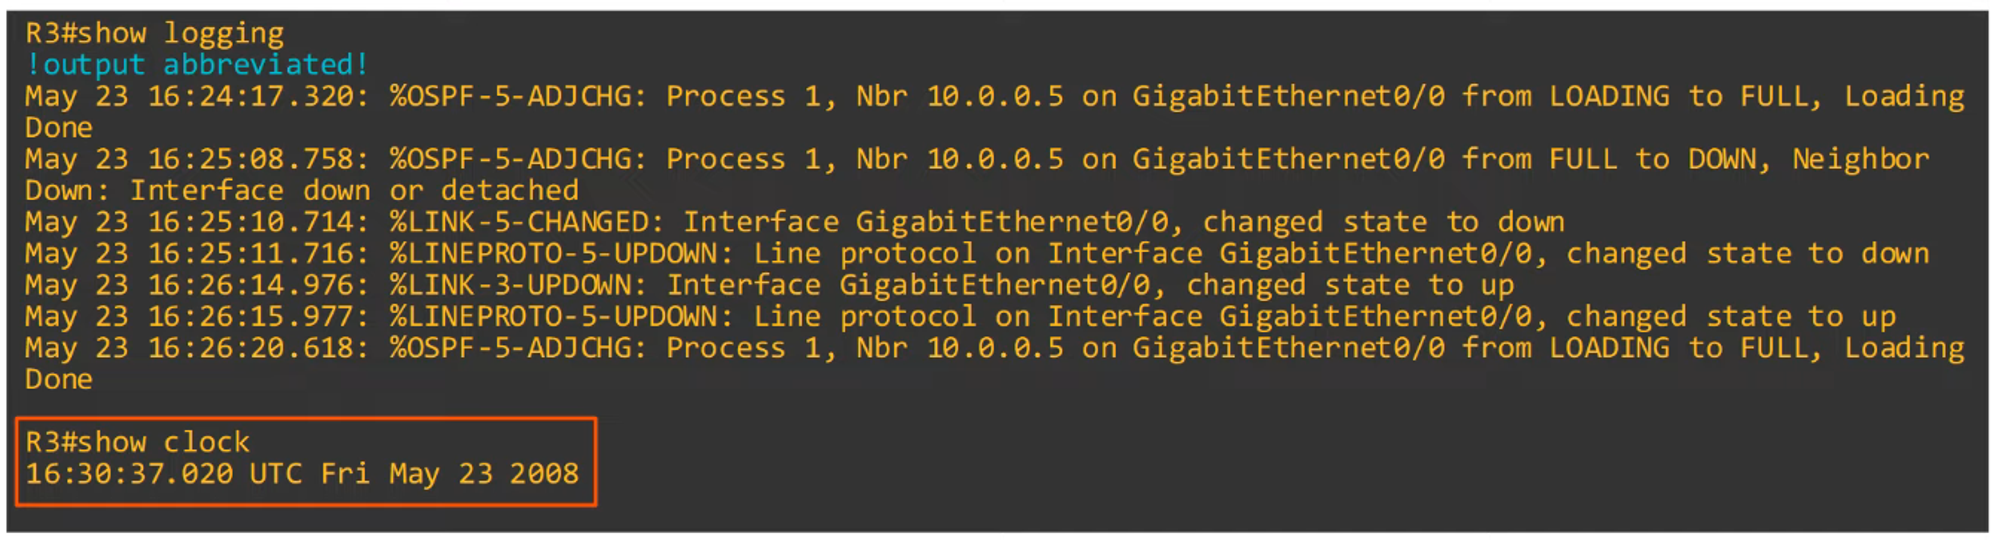 R3#show logging
!output abbreviated!
May 23 16:24:17.320: %OSPF-5-ADJCHG: Process 1, Nbr 10.0.0.5 on GigabitEthernet0/0 from LOADING to FULL, Loading
Done
May 23 16:25:08.758: %OSPF-5-ADJCHG: Process 1, Nbr 10.0.0.5 on GigabitEthernet0/0 from FULL to DOWN, Neighbor
Down: Interface down or detached
May 23 16:25:10.714: %LINK-5-CHANGED: Interface GigabitEthernet0/0, changed state to down
May 23 16:25:11.716: %LINEPROTO-5-UPDOWN: Line protocol on Interface GigabitEthernet0/0, changed state to down
May 23 16:26:14.976: %LINK-3-UPDOWN: Interface GigabitEthernet0/0, changed state to up
May 23 16:26:15.977: %LINEPROTO-5-UPDOWN: Line protocol on Interface GigabitEthernet0/0, changed state to up
May 23 16:26:20.618: %OSPF-5-ADJCHG: Process 1, Nbr 10.0.0.5 on GigabitEthernet0/0 from LOADING to FULL, Loading
Done
R3#show clock
16:30:37.020 UTC Fri May 23 2008